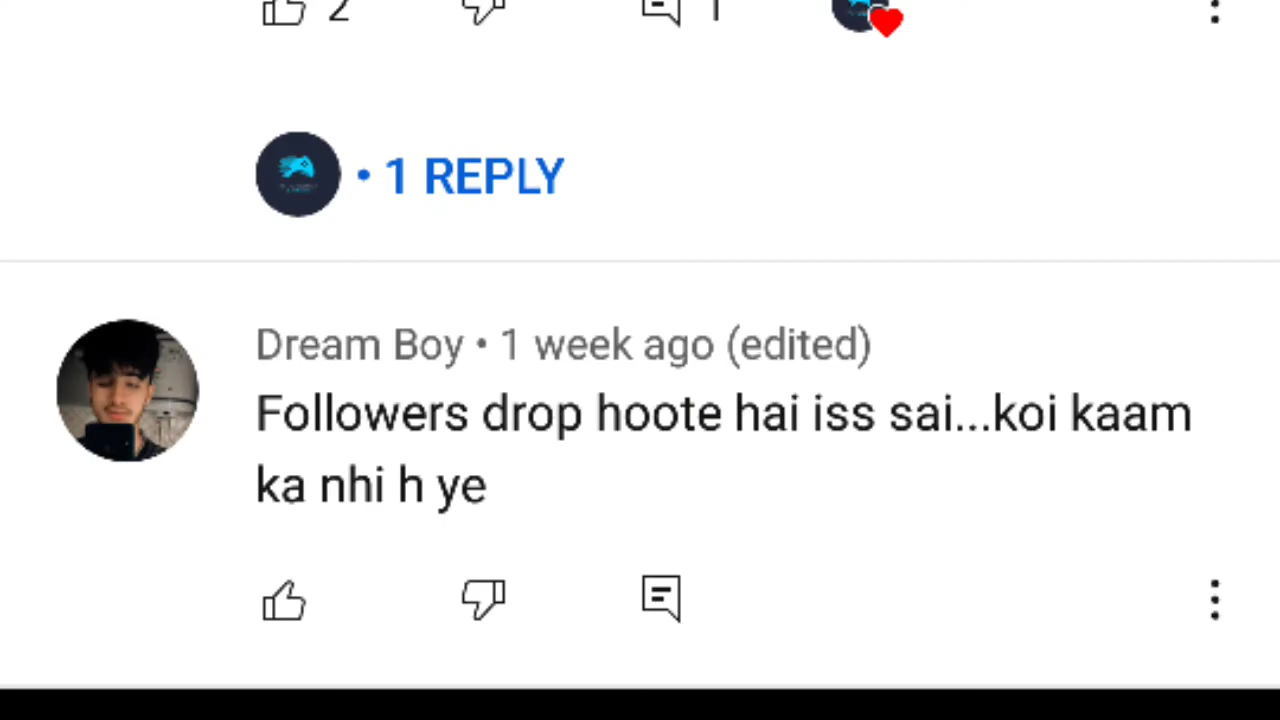 2 1
• 1 REPLY
Dream Boy • 1 week ago (edited)
Followers drop hoote hai iss sai...koi kaam
ka nhi h ye